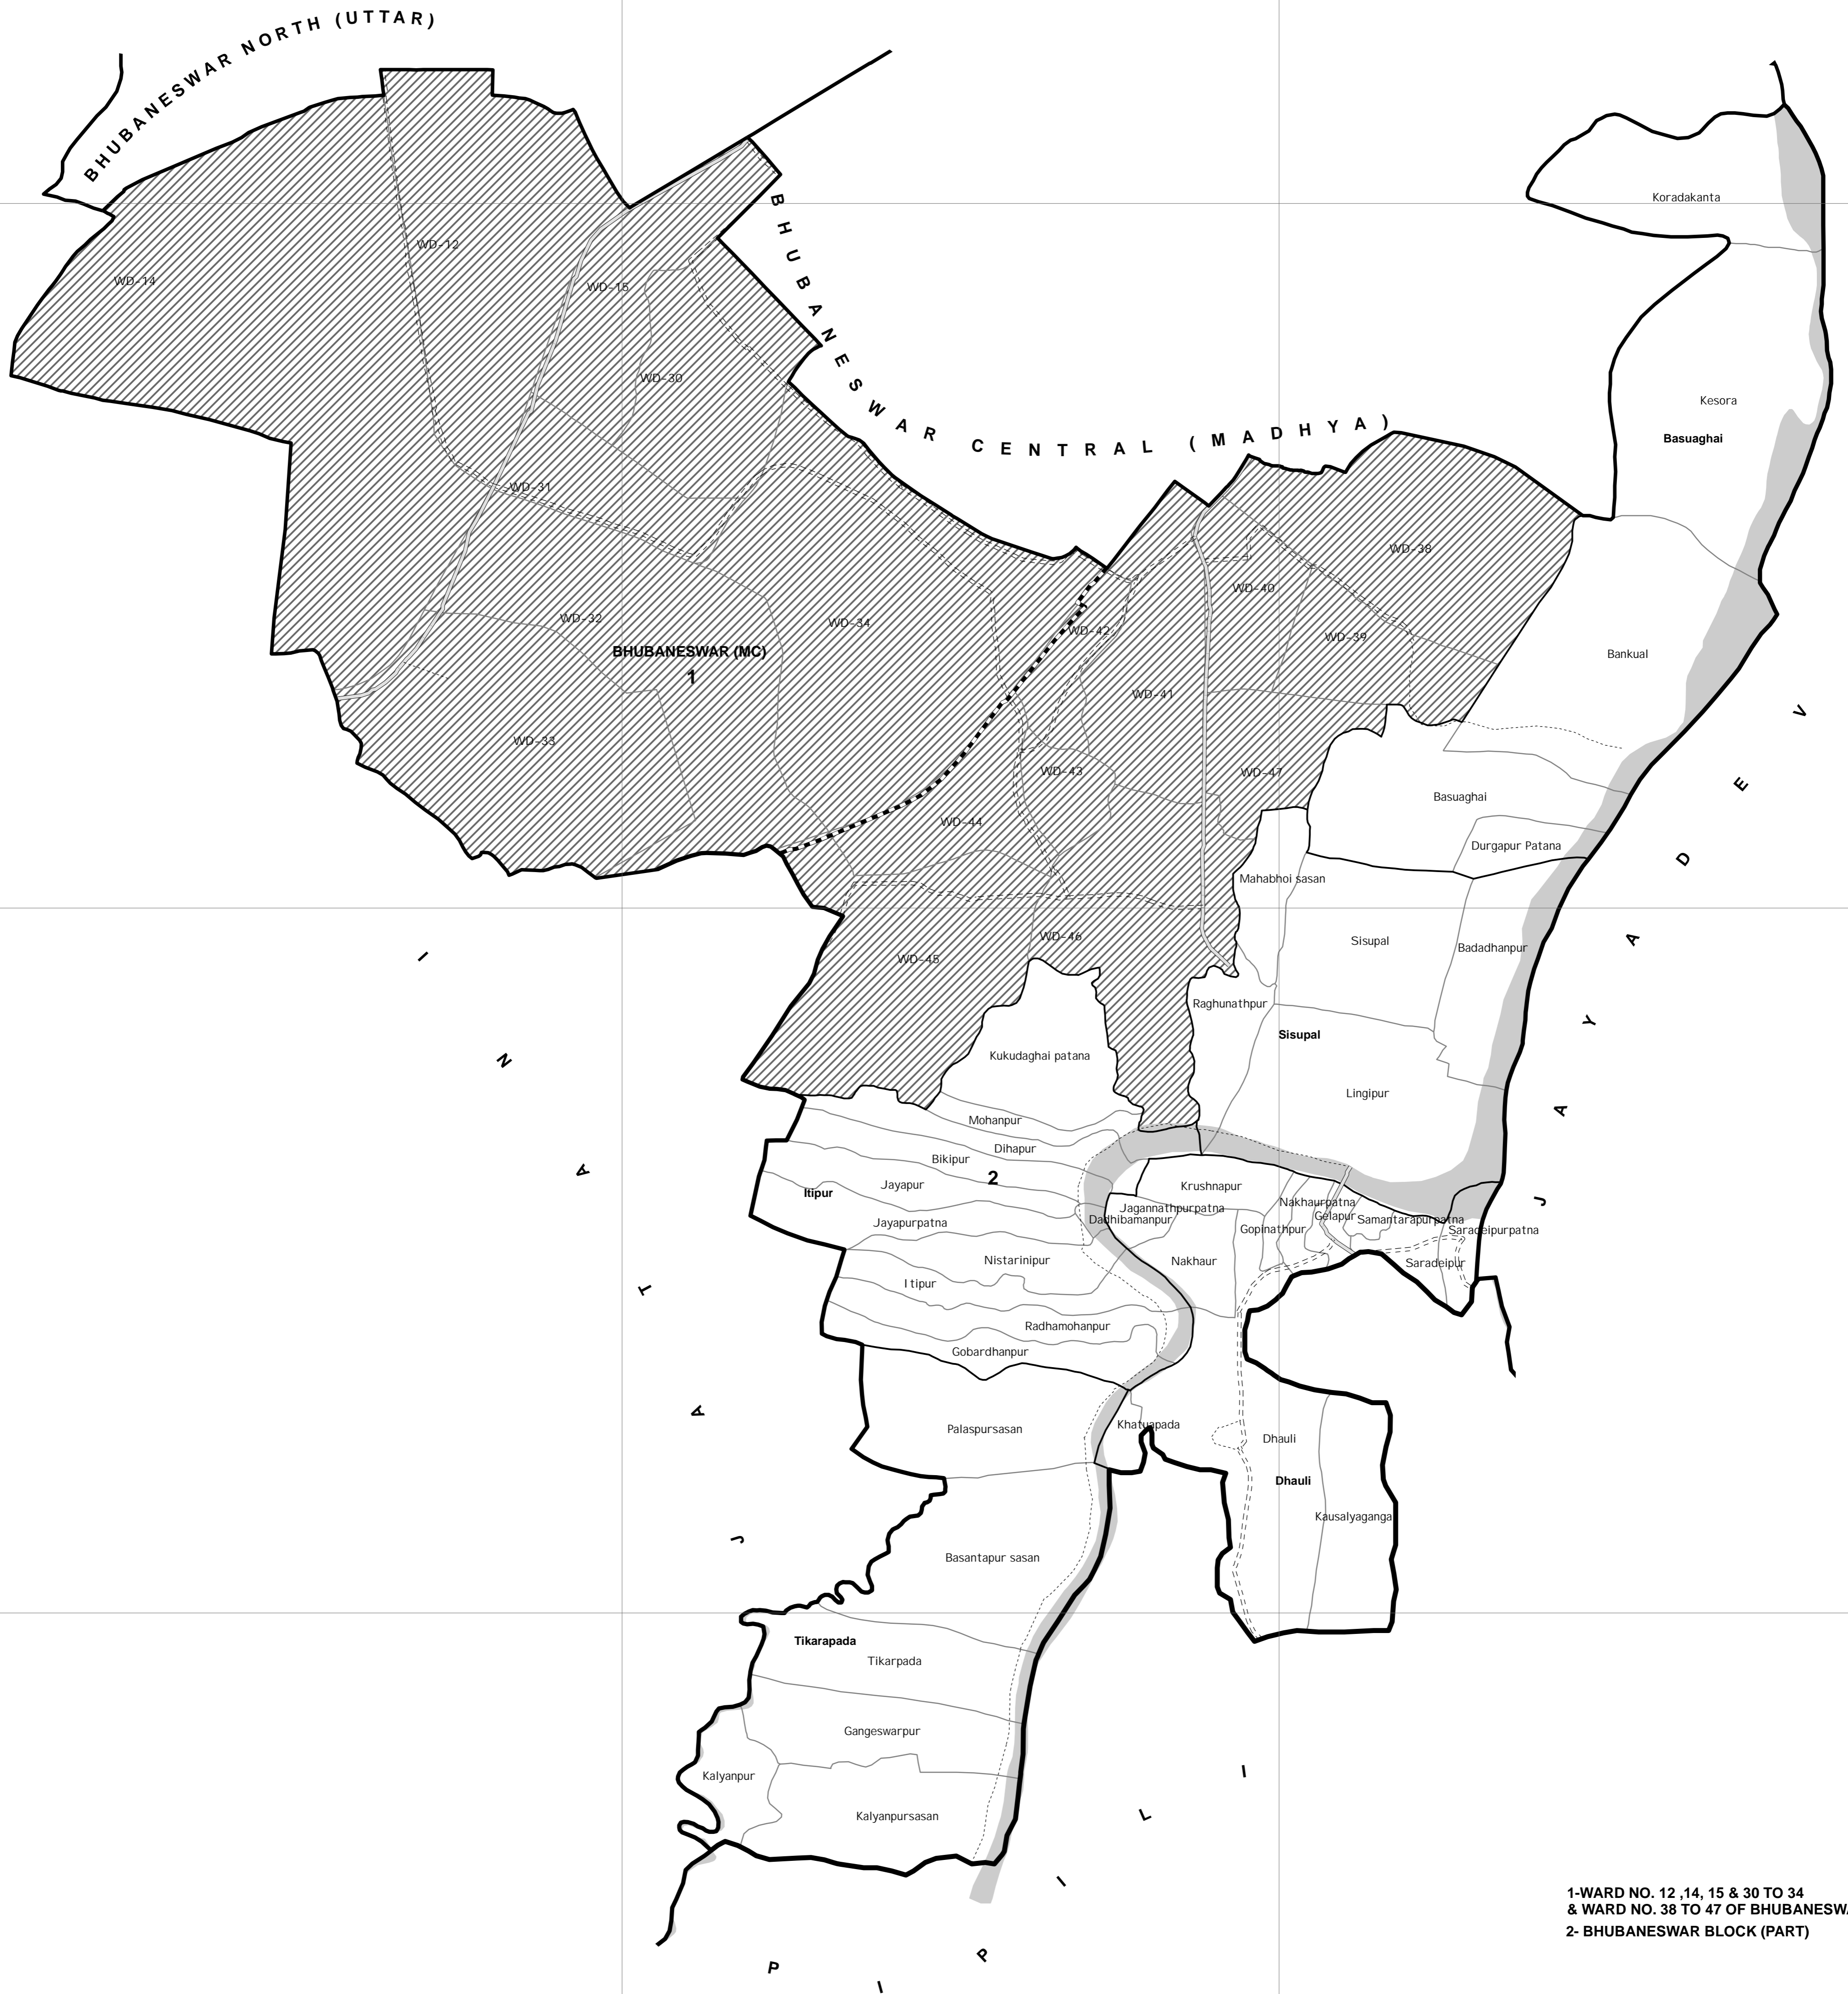 BHUBANESWAR NORTH (UTTAR)
BHUBANESWAR CENTRAL (MADHYA)
Koradakanta
WD-12
WD-14
WD-15
WD-30
Kesora
Basuaghai
WD-31
WD-38
WD-40
WD-32
WD-34
WD-42
WD-39
BHUBANESWAR (MC)
1
Bankual
WD-41
WD-33
WD-43
WD-47
Basuaghai
WD-44
Durgapur Patana
Mahabhoi sasan
WD-46
Sisupal
Badadhanpur
WD-45
Raghunathpur
Sisupal
Kukudaghai patana
Lingipur
Mohanpur
Dihapur
Bikipur
2
Jayapur
Itipur
Krushnapur
Nakhaurpatna
Jagannathpurpatna
Gelapur
Samantarapurpatna
Dadhibamanpur
Jayapurpatna
Gopinathpur
Saradeipurpatna
Nistarinipur
Nakhaur
Saradeipur
Itipur
Radhamohanpur
Gobardhanpur
Khatuapada
Palaspursasan
Dhauli
Dhauli
Kausalyaganga
Basantapur sasan
Tikarapada
Tikarpada
Gangeswarpur
Kalyanpur
Kalyanpursasan
JAYADEV
JATANI
PIPILI
1-WARD NO. 12 ,14, 15 & 30 TO 34
& WARD NO. 38 TO 47 OF BHUBANESWA
2- BHUBANESWAR BLOCK (PART)